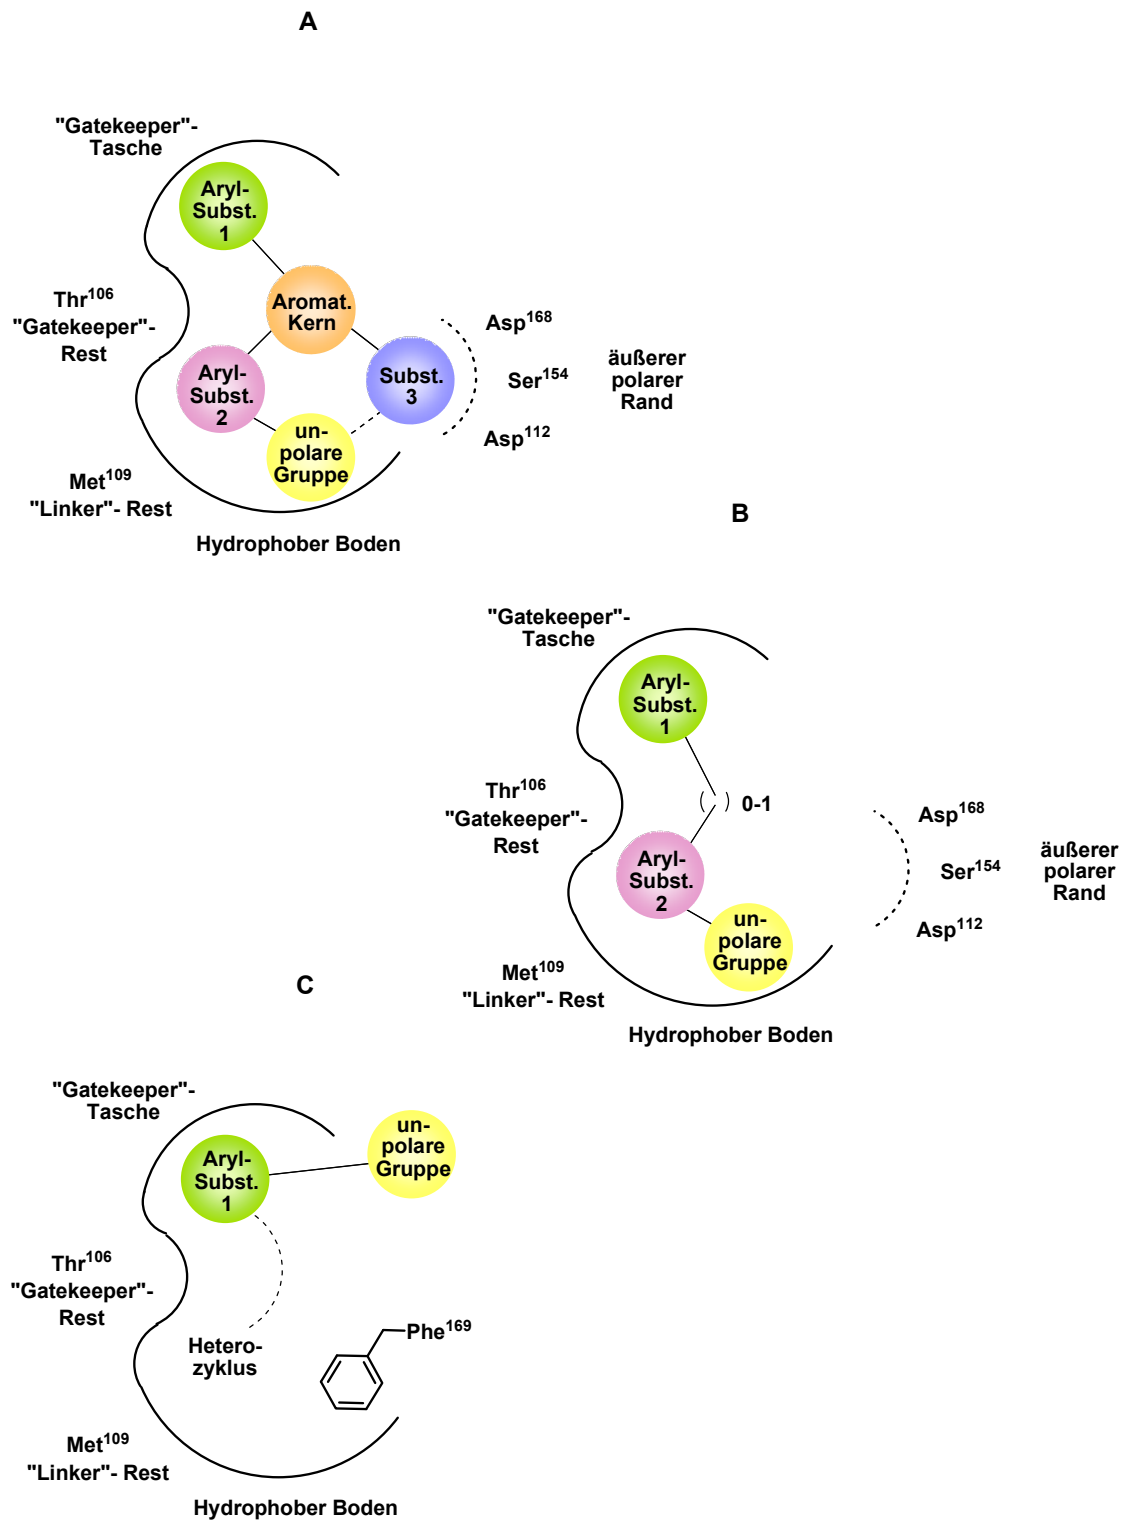 A
"Gatekeeper"-
Tasche
Aryl-
Subst.
1
Aromat.
Kern
Thr106
"Gatekeeper"-
Rest
Aryl-
Subst.
2
Subst.
3
un-
polare
Gruppe
Asp168
Ser154
Asp112
äußerer
polarer
Rand
Met109
"Linker"- Rest
Hydrophober Boden
B
"Gatekeeper"-
Tasche
Aryl-
Subst.
1
Thr106
"Gatekeeper"-
Rest
( ) 0-1
Aryl-
Subst.
2
un-
polare
Gruppe
Asp168
Ser154
Asp112
äußerer
polarer
Rand
Met109
"Linker"- Rest
Hydrophober Boden
C
"Gatekeeper"-
Tasche
Aryl-
Subst.
1
un-
polare
Gruppe
Thr106
"Gatekeeper"-
Rest
Hetero-
zyklus
Phe169
Met109
"Linker"- Rest
Hydrophober Boden